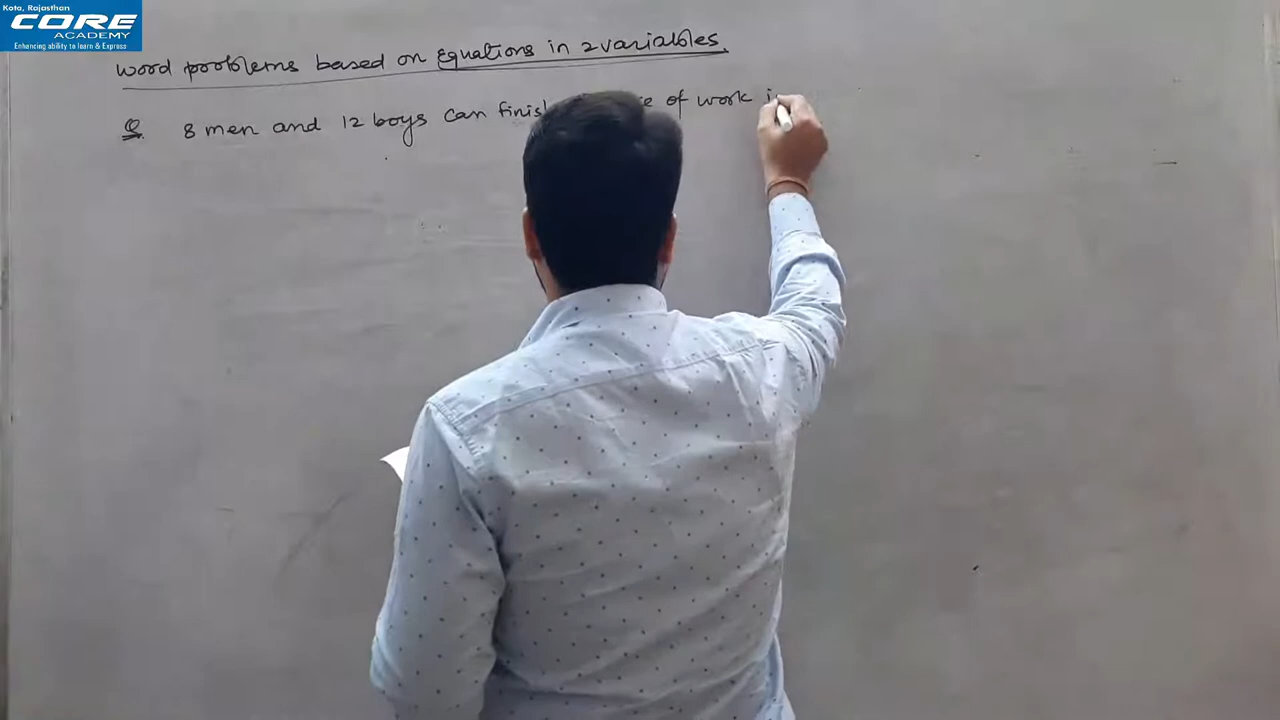 Kota, Rajasthan
CORE
ACADEMY
Enhancing ability to learn & Express
word problems based on Equations in 2 variables.
Q. 8 men and 12 boys can finish of work i